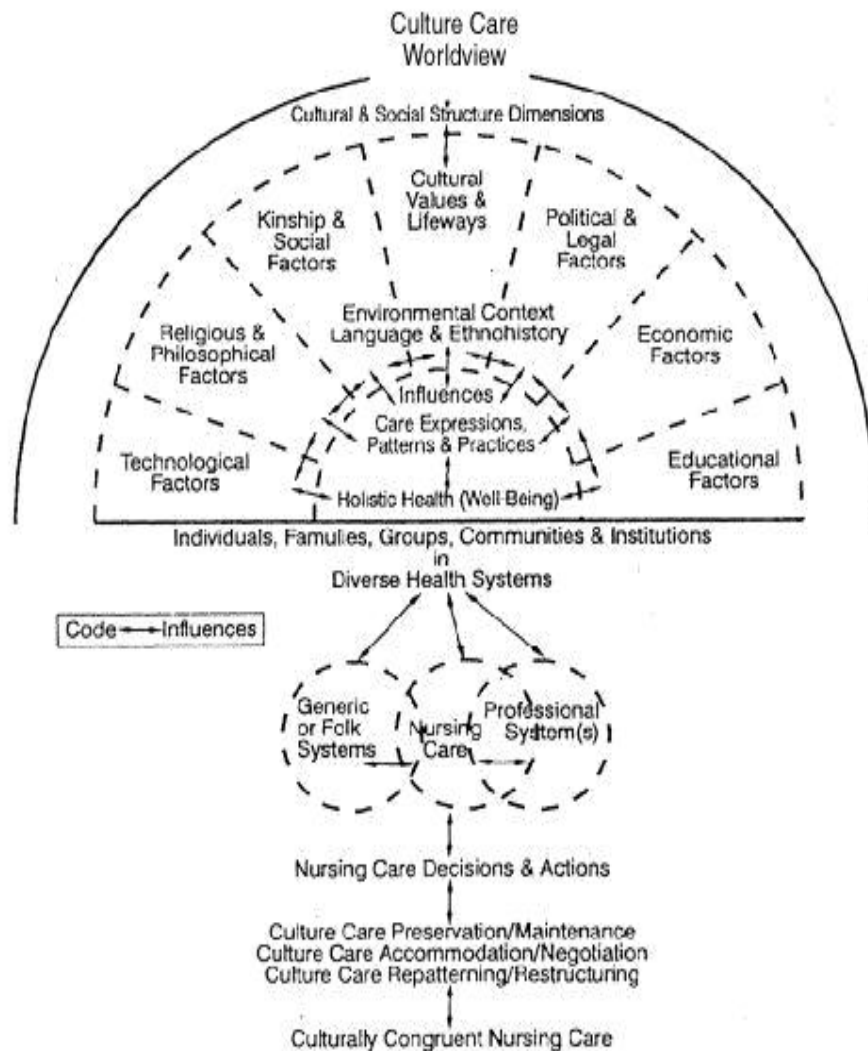 Culture Care
Worldview
Cultural & Social Structure Dimensions
Cultural
Values &
Lifeways
Kinship &
Social
Factors
Political &
Legal
Factors
Religious &
Philosophical
Factors
Environmental Context
Language & Ethnohistory
Economic
Factors
Influences
Care Expressions,
Patterns & Practices
Technological
Factors
Educational
Factors
Holistic Health (Well-Being)
Individuals, Famulies, Groups, Communities & Institutions
in
Diverse Health Systems
Code Influences
Generic
or Folk
Systems
Nursing
Care
Professional
System(s)
Nursing Care Decisions & Actions
Culture Care Preservation/Maintenance
Culture Care Accommodation/Negotiation
Culture Care Repatterning/Restructuring
Culturally Congruent Nursing Care